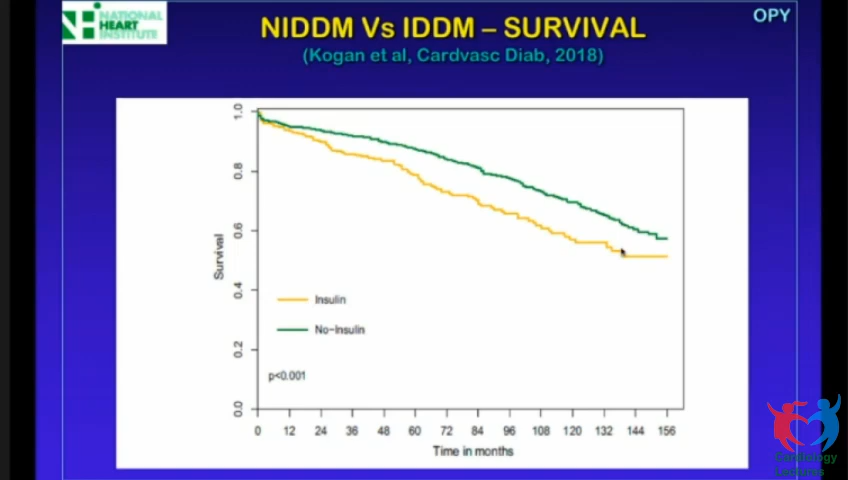 NATIONAL
HEART
INSTITUTE
OPY
NIDDM Vs IDDM – SURVIVAL
(Kogan et al, Cardvasc Diab, 2018)
1.0
0.8
0.6
0.4
0.2
0.0
Survival
Insulin
No-Insulin
p<0.001
0 12 24 36 48 60 72 84 96 108 120 132 144 156
Time in months
Cardiology
Lectures